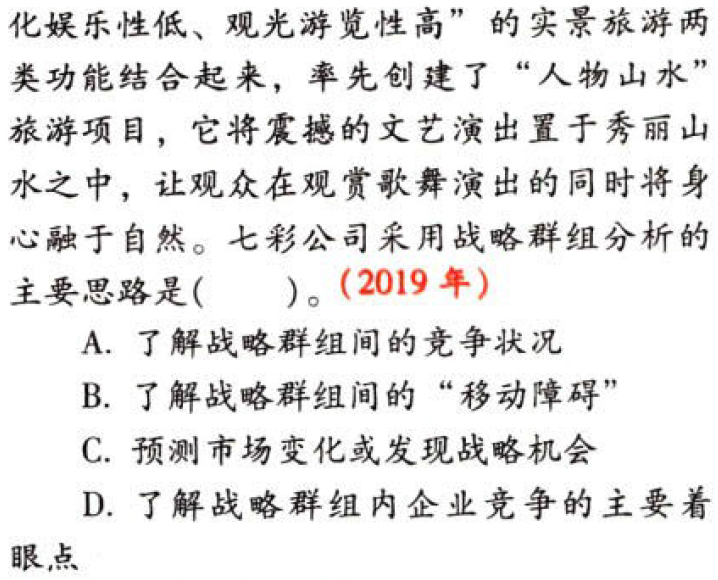 化娱乐性低、观光游览性高”的实景旅游两
类功能结合起来，率先创建了“人物山水”
旅游项目，它将震撼的文艺演出置于秀丽山
水之中，让观众在观赏歌舞演出的同时将身
心融于自然。七彩公司采用战略群组分析的
主要思路是(　　)。(2019 年)
A. 了解战略群组间的竞争状况
B. 了解战略群组间的“移动障碍”
C. 预测市场变化或发现战略机会
D. 了解战略群组内企业竞争的主要着
眼点